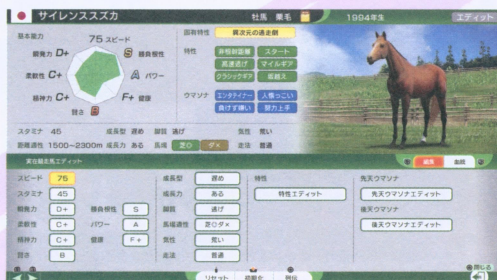 サイレンススズカ 牡馬 栗毛 1994年生 エディット
基本能力
75 スピード
瞬発力 D+
S 勝負根性
柔軟性 C+
A パワー
精神力 C+
F+ 健康
賢さ B
固有特性 異次元の逃走劇
特性 非根幹距離 スタート
高速逃げ マイルギア
クラシックギア 坂越え
ウマソナ エンタテイナー 人懐っこい
負けず嫌い 努力上手
スタミナ 45 成長型 遅め 脚質 逃げ 気性 荒い
距離適性 1500~2300m 成長力 ある 馬場 芝◎ ダ× 走法 普通
実在競走馬エディット
編集 血統
スピード 75
スタミナ 45
瞬発力 D+ 勝負根性 S
柔軟性 C+ パワー A
精神力 C+ 健康 F+
賢さ B
成長型 遅め
成長力 ある
脚質 逃げ
馬場適性 芝◎ダ×
気性 荒い
走法 普通
特性
特性エディット
先天ウマソナ
先天ウマソナエディット
後天ウマソナ
後天ウマソナエディット
リセット 初期化 列伝
閉じる